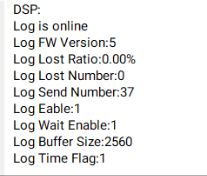 DSP:
Log is online
Log FW Version:5
Log Lost Ratio:0.00%
Log Lost Number:0
Log Send Number:37
Log Eable:1
Log Wait Enable:1
Log Buffer Size:2560
Log Time Flag:1